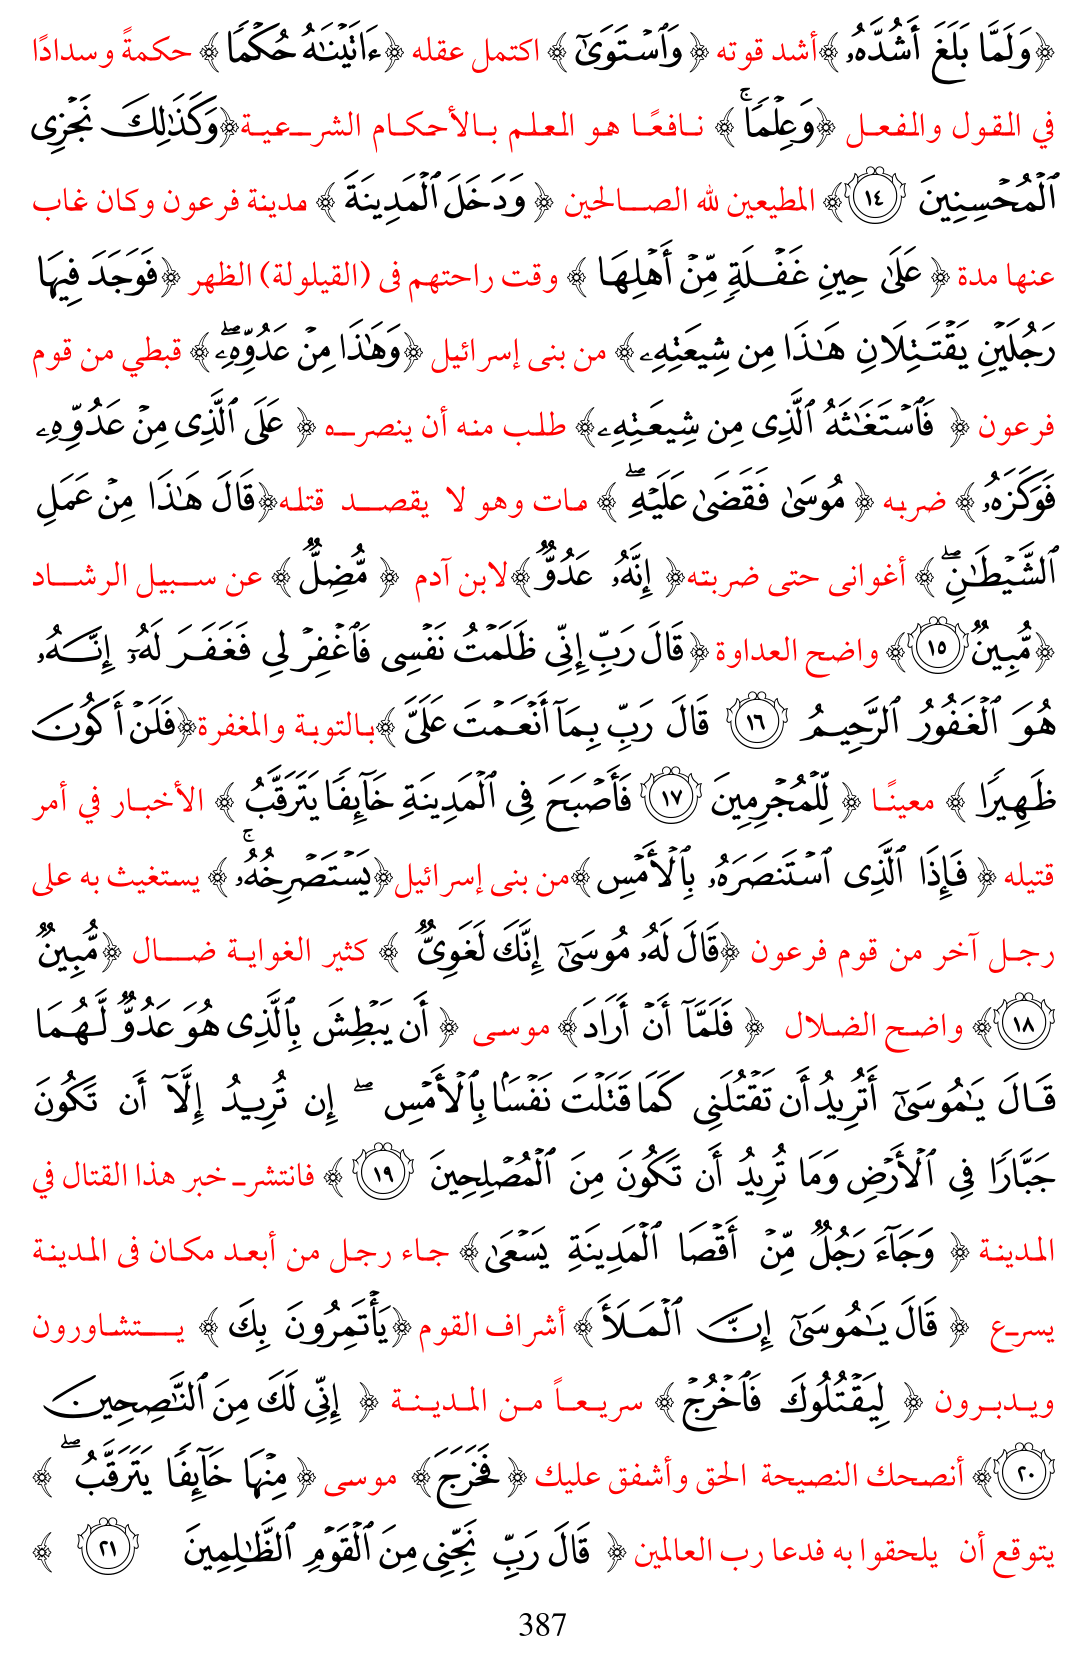 ﴿وَلَمَّا بَلَغَ أَشُدَّهُۥ﴾أشد قوته ﴿وَٱسْتَوَىٰٓ﴾ اكتمل عقله ﴿ءَاتَيْنَـٰهُ حُكْمًا﴾ حكمةً وسدادًا
في القول والفعل ﴿وَعِلْمًا ۚ﴾ نافعًا هو العلم بالأحكام الشرعية﴿وَكَذَٰلِكَ نَجْزِى
ٱلْمُحْسِنِينَ ١٤﴾ المطيعين لله الصالحين ﴿ وَدَخَلَ ٱلْمَدِينَةَ ﴾ مدينة فرعون وكان غاب
عنها مدة ﴿ عَلَىٰ حِينِ غَفْلَةٍ مِّنْ أَهْلِهَا ﴾ وقت راحتهم فى (القيلولة) الظهر ﴿فَوَجَدَ فِيهَا
رَجُلَيْنِ يَقْتَتِلَانِ هَـٰذَا مِن شِيعَتِهِۦ﴾ من بنى إسرائيل ﴿وَهَـٰذَا مِنْ عَدُوِّهِۦ ۖ﴾ قبطي من قوم
فرعون ﴿ فَٱسْتَغَـٰثَهُ ٱلَّذِى مِن شِيعَتِهِۦ﴾ طلب منه أن ينصره ﴿ عَلَى ٱلَّذِى مِنْ عَدُوِّهِۦ
فَوَكَزَهُۥ ﴾ ضربه ﴿ مُوسَىٰ فَقَضَىٰ عَلَيْهِ ۖ ﴾ مات وهو لا يقصد قتله﴿قَالَ هَـٰذَا مِنْ عَمَلِ
ٱلشَّيْطَـٰنِ ۖ﴾ أغوانى حتى ضربته﴿ إِنَّهُۥ عَدُوٌّ﴾لابن آدم ﴿ مُّضِلٌّ ﴾ عن سبيل الرشاد
﴿مُّبِينٌ ١٥﴾ واضح العداوة ﴿قَالَ رَبِّ إِنِّى ظَلَمْتُ نَفْسِى فَٱغْفِرْ لِى فَغَفَرَ لَهُۥٓ إِنَّهُۥ
هُوَ ٱلْغَفُورُ ٱلرَّحِيمُ ١٦ قَالَ رَبِّ بِمَآ أَنْعَمْتَ عَلَىَّ ﴾بالتوبة والمغفرة﴿فَلَنْ أَكُونَ
ظَهِيرًا ﴾ معينًا ﴿ لِّلْمُجْرِمِينَ ١٧ فَأَصْبَحَ فِى ٱلْمَدِينَةِ خَآئِفًا يَتَرَقَّبُ ﴾ الأخبار في أمر
قتيله ﴿ فَإِذَا ٱلَّذِى ٱسْتَنصَرَهُۥ بِٱلْأَمْسِ ﴾من بنى إسرائيل﴿يَسْتَصْرِخُهُۥ ۚ ﴾ يستغيث به على
رجل آخر من قوم فرعون ﴿قَالَ لَهُۥ مُوسَىٰٓ إِنَّكَ لَغَوِىٌّ ﴾ كثير الغواية ضال ﴿مُّبِينٌ
١٨﴾ واضح الضلال ﴿ فَلَمَّآ أَنْ أَرَادَ﴾ موسى ﴿ أَن يَبْطِشَ بِٱلَّذِى هُوَ عَدُوٌّ لَّهُمَا
قَالَ يَـٰمُوسَىٰٓ أَتُرِيدُ أَن تَقْتُلَنِى كَمَا قَتَلْتَ نَفْسًۢا بِٱلْأَمْسِ ۖ إِن تُرِيدُ إِلَّآ أَن تَكُونَ
جَبَّارًا فِى ٱلْأَرْضِ وَمَا تُرِيدُ أَن تَكُونَ مِنَ ٱلْمُصْلِحِينَ ١٩ ﴾ فانتشر خبر هذا القتال في
المدينة ﴿ وَجَآءَ رَجُلٌ مِّنْ أَقْصَا ٱلْمَدِينَةِ يَسْعَىٰ﴾ جاء رجل من أبعد مكان فى المدينة
يسرع ﴿ قَالَ يَـٰمُوسَىٰٓ إِنَّ ٱلْمَلَأَ﴾ أشراف القوم ﴿يَأْتَمِرُونَ بِكَ ﴾ يتشاورون
ويدبرون ﴿ لِيَقْتُلُوكَ فَٱخْرُجْ﴾ سريعاً من المدينة ﴿ إِنِّى لَكَ مِنَ ٱلنَّـٰصِحِينَ
٢٠﴾ أنصحك النصيحة الحق وأشفق عليك ﴿ فَخَرَجَ﴾ موسى ﴿ مِنْهَا خَآئِفًا يَتَرَقَّبُ ۖ ﴾
يتوقع أن يلحقوا به فدعا رب العالمين ﴿ قَالَ رَبِّ نَجِّنِى مِنَ ٱلْقَوْمِ ٱلظَّـٰلِمِينَ ٢١ ﴾
387